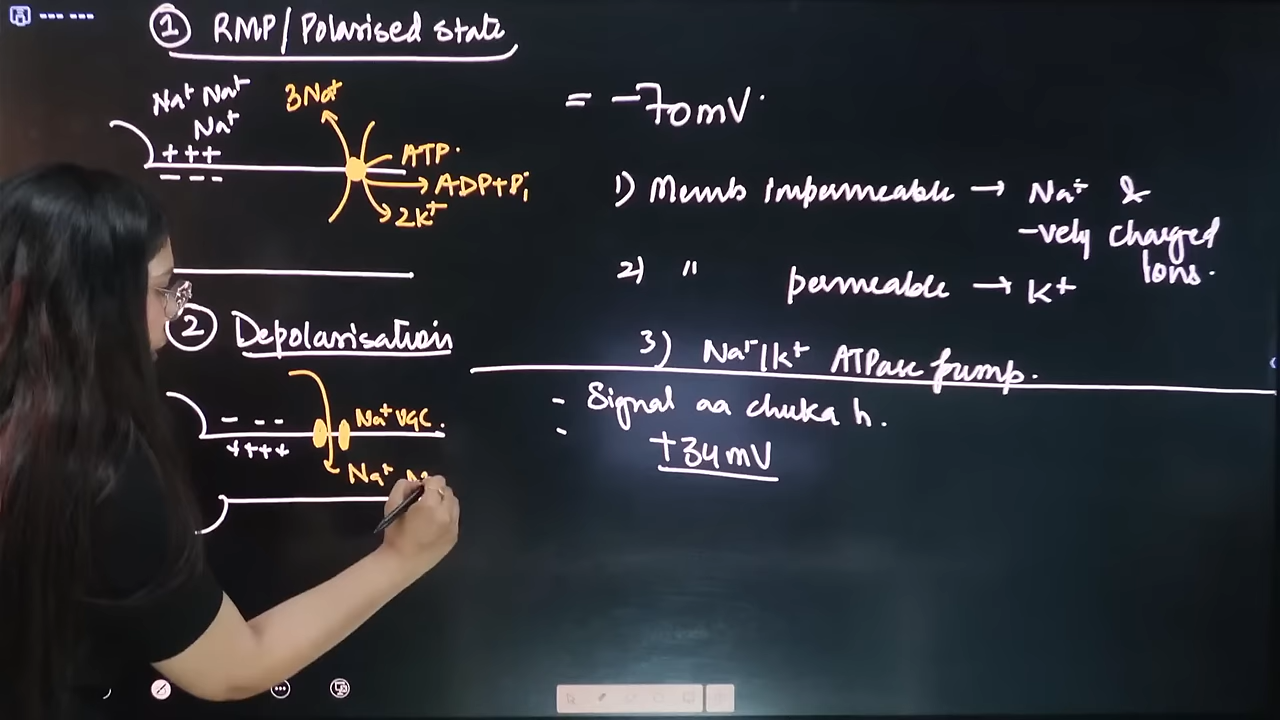 ① RMP/Polarised state
Na⁺ Na⁺
Na⁺
+++
---
3Na⁺
ATP.
ADP+Pi
2K⁺
= -70mV.
1) Memb impermeable → Na⁺ &
-vely charged
Ions.
2) " permeable → K⁺
3) Na⁺/K⁺ ATPase pump.
② Depolarisation
- - -
++++
Na⁺ VGC.
Na⁺
- Signal aa chuka h.
- +34mV